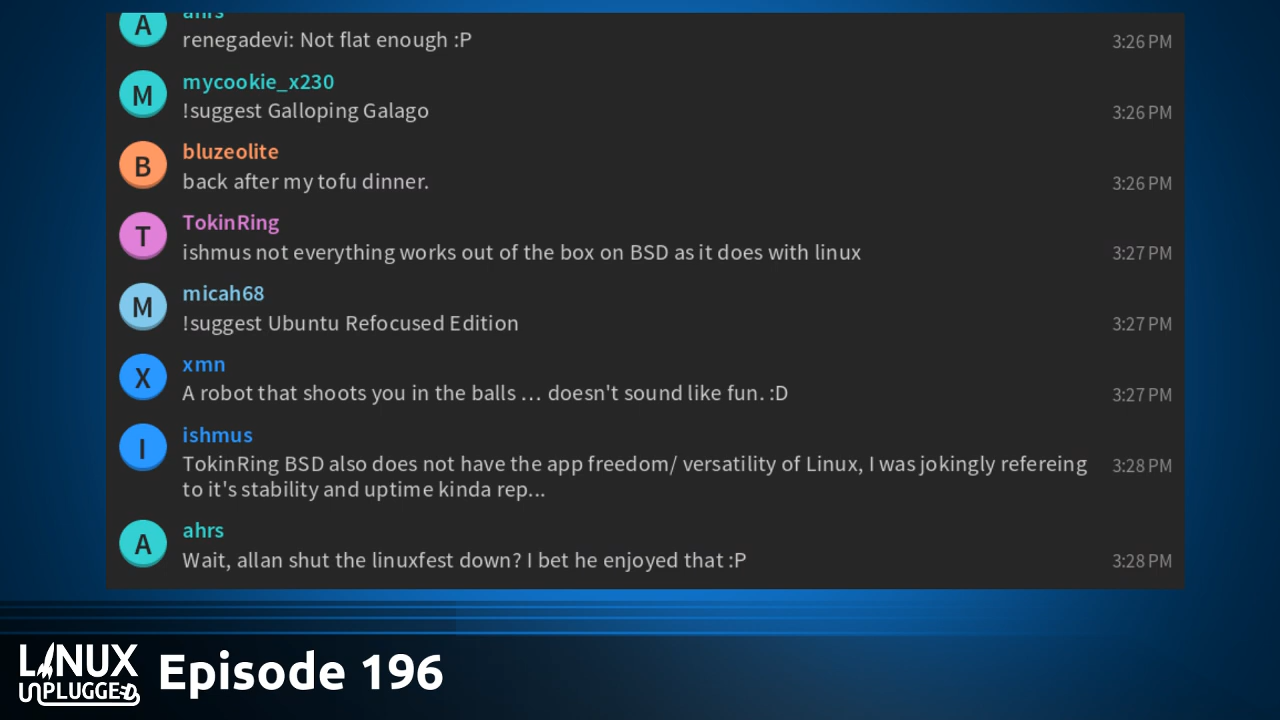 ahrs
A
renegadevi: Not flat enough :P
3:26 PM
M
mycookie_x230
!suggest Galloping Galago
3:26 PM
B
bluzeolite
back after my tofu dinner.
3:26 PM
T
TokinRing
ishmus not everything works out of the box on BSD as it does with linux
3:27 PM
M
micah68
!suggest Ubuntu Refocused Edition
3:27 PM
X
xmn
A robot that shoots you in the balls … doesn't sound like fun. :D
3:27 PM
I
ishmus
TokinRing BSD also does not have the app freedom/ versatility of Linux, I was jokingly refereing
to it's stability and uptime kinda rep...
3:28 PM
A
ahrs
Wait, allan shut the linuxfest down? I bet he enjoyed that :P
3:28 PM
LINUX
UNPLUGGED
Episode 196